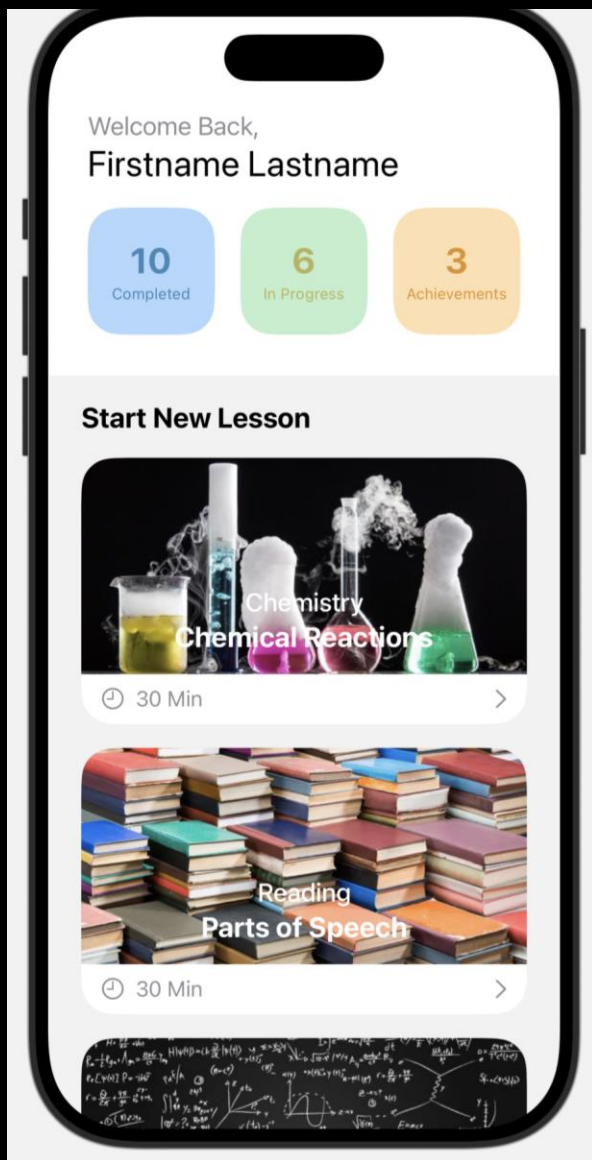 Welcome Back,
Firstname Lastname
10
Completed
6
In Progress
3
Achievements
Start New Lesson
Chemistry
Chemical Reactions
30 Min
Reading
Parts of Speech
30 Min